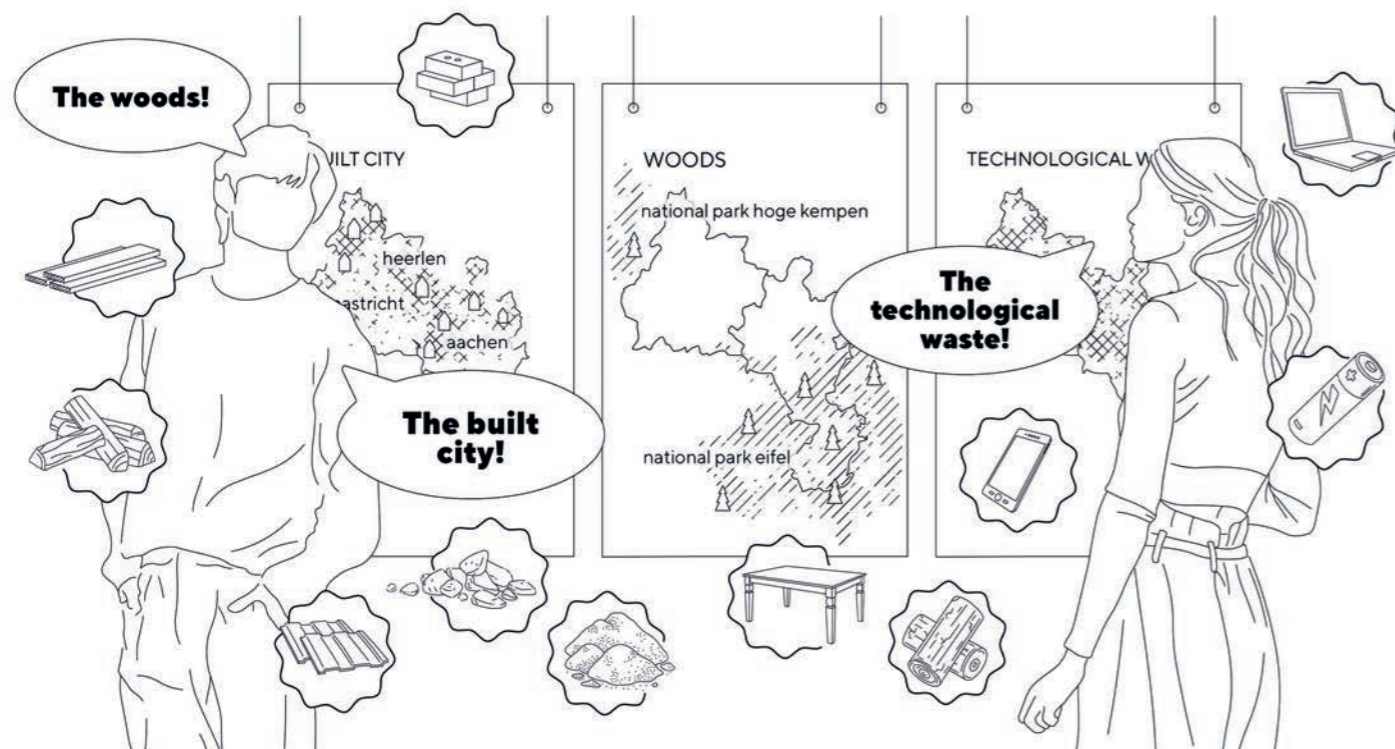 The woods!
UILT CITY
heerlen
aastricht
aachen
The built
city!
WOODS
national park hoge kempen
national park eifel
TECHNOLOGICAL W
The
technological
waste!